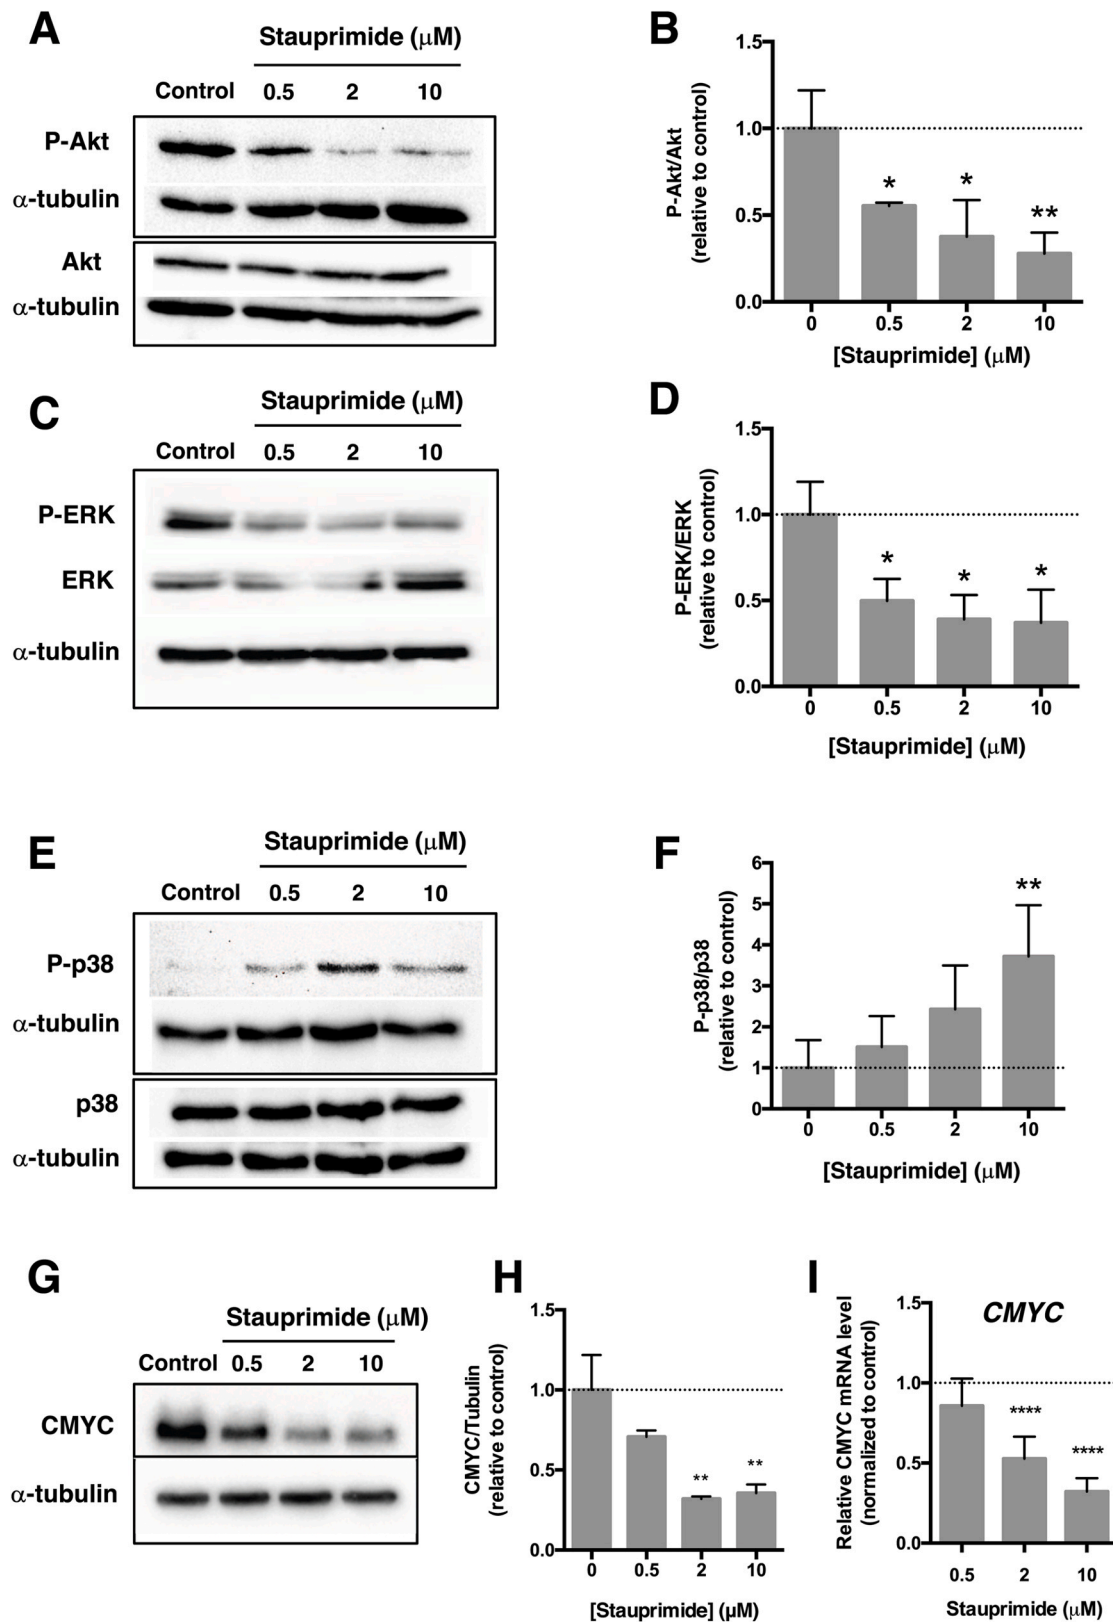 A
Stauprimide (μM)
Control 0.5 2 10
P-Akt
α-tubulin
Akt
α-tubulin
B
P-Akt/Akt
(relative to control)
1.5
1.0
0.5
0.0
* * **
0 0.5 2 10
[Stauprimide] (μM)
C
Stauprimide (μM)
Control 0.5 2 10
P-ERK
ERK
α-tubulin
D
P-ERK/ERK
(relative to control)
1.5
1.0
0.5
0.0
* * *
0 0.5 2 10
[Stauprimide] (μM)
E
Stauprimide (μM)
Control 0.5 2 10
P-p38
α-tubulin
p38
α-tubulin
F
P-p38/p38
(relative to control)
6
5
4
3
2
1
0
**
0 0.5 2 10
[Stauprimide] (μM)
G
Stauprimide (μM)
Control 0.5 2 10
CMYC
α-tubulin
H
CMYC/Tubulin
(relative to control)
1.5
1.0
0.5
0.0
** **
0 0.5 2 10
[Stauprimide] (μM)
I
Relative CMYC mRNA level
(normalized to control)
CMYC
1.5
1.0
0.5
0.0
**** ****
0.5 2 10
Stauprimide (μM)